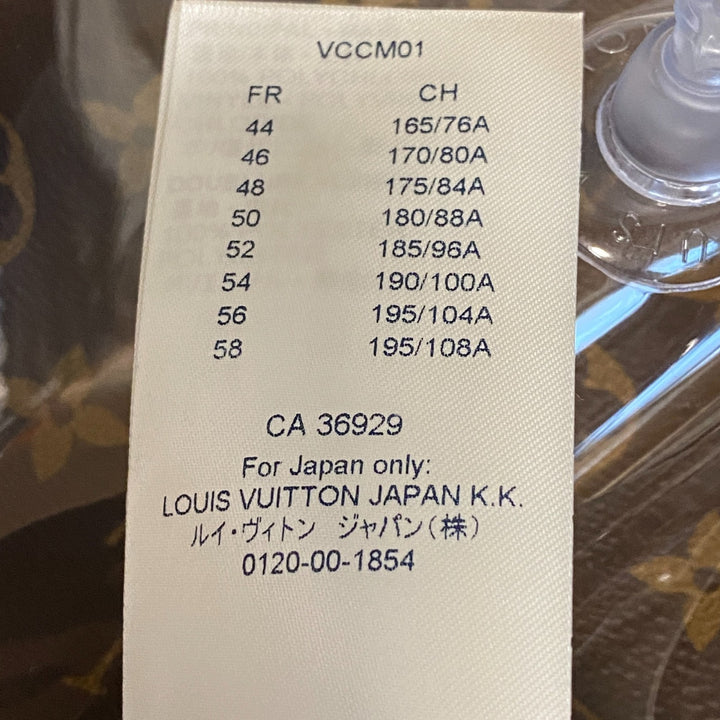 VCCM01
FR CH
44 165/76A
46 170/80A
48 175/84A
50 180/88A
52 185/96A
54 190/100A
56 195/104A
58 195/108A
CA 36929
For Japan only:
LOUIS VUITTON JAPAN K.K.
ルイ・ヴィトン ジャパン(株)
0120-00-1854